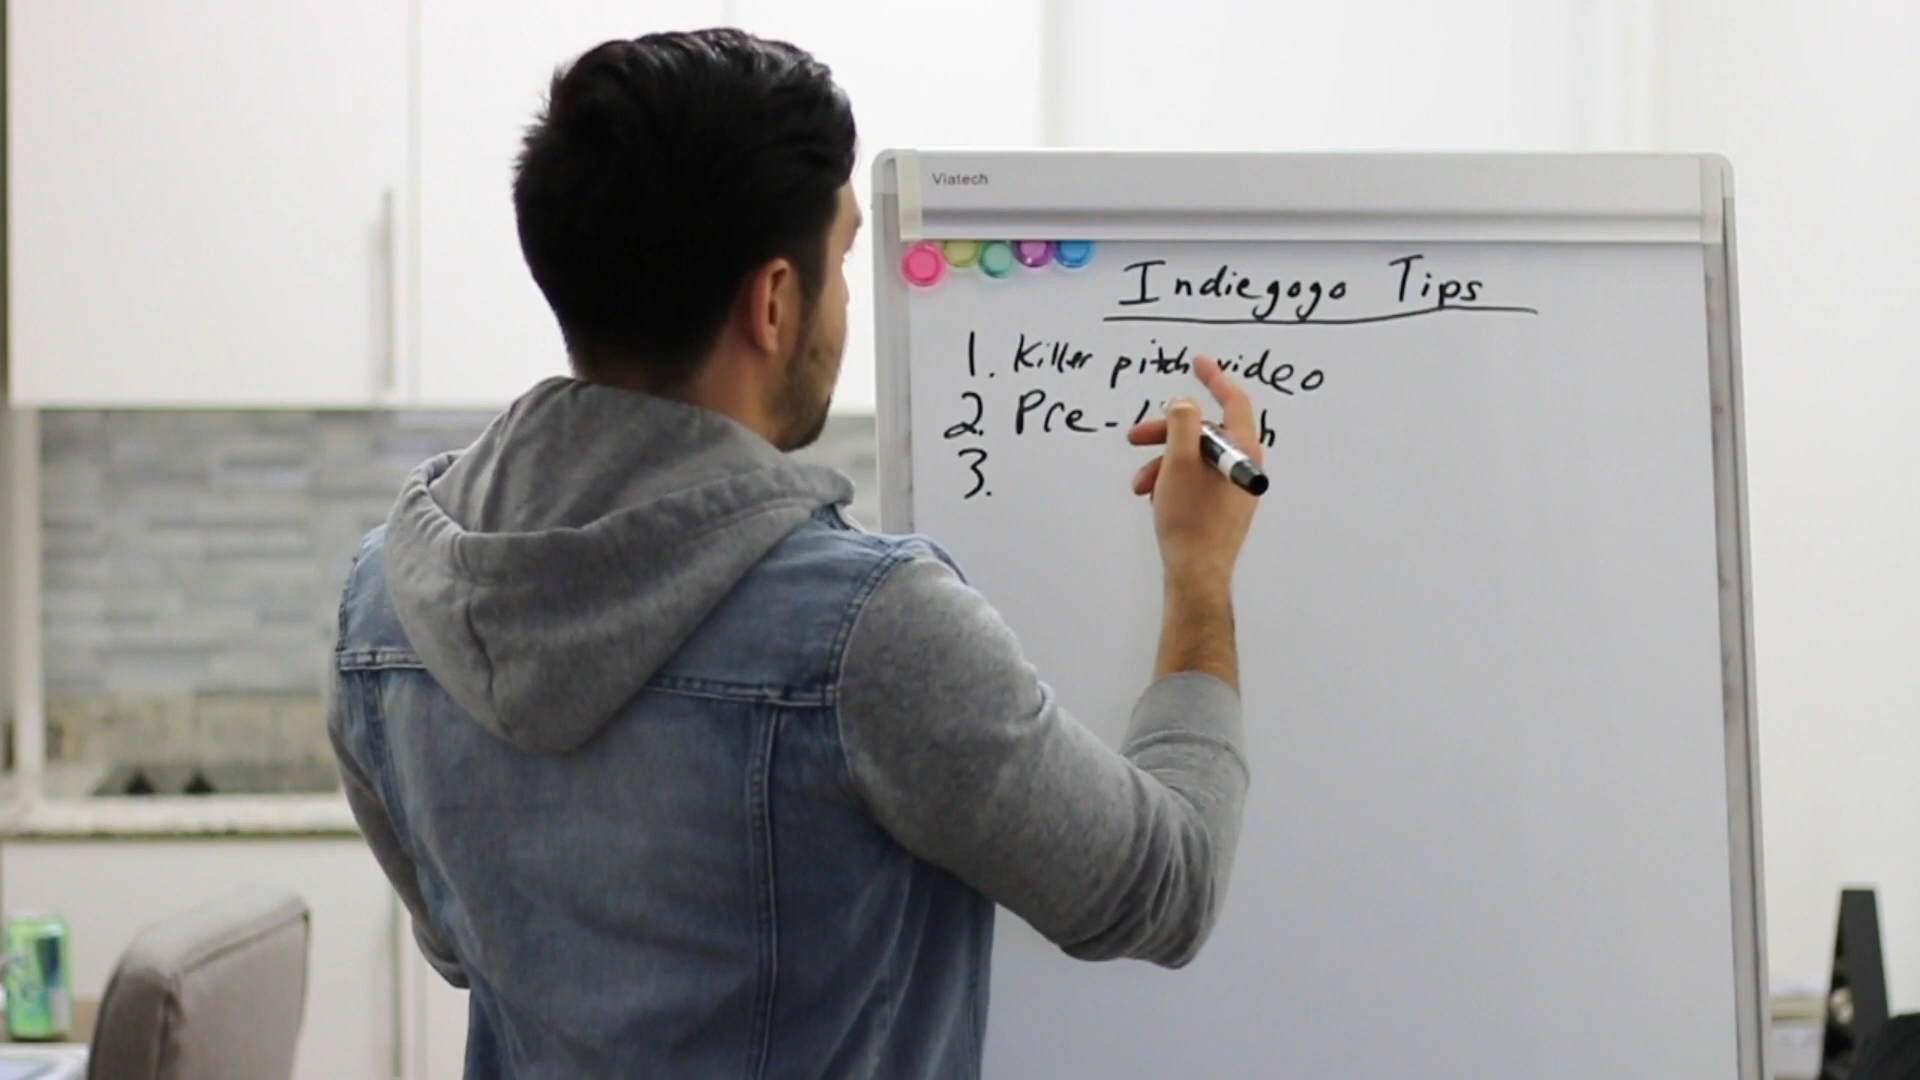 Viatech
Indiegogo Tips
1. Killer pitch video
2. Pre-
3.